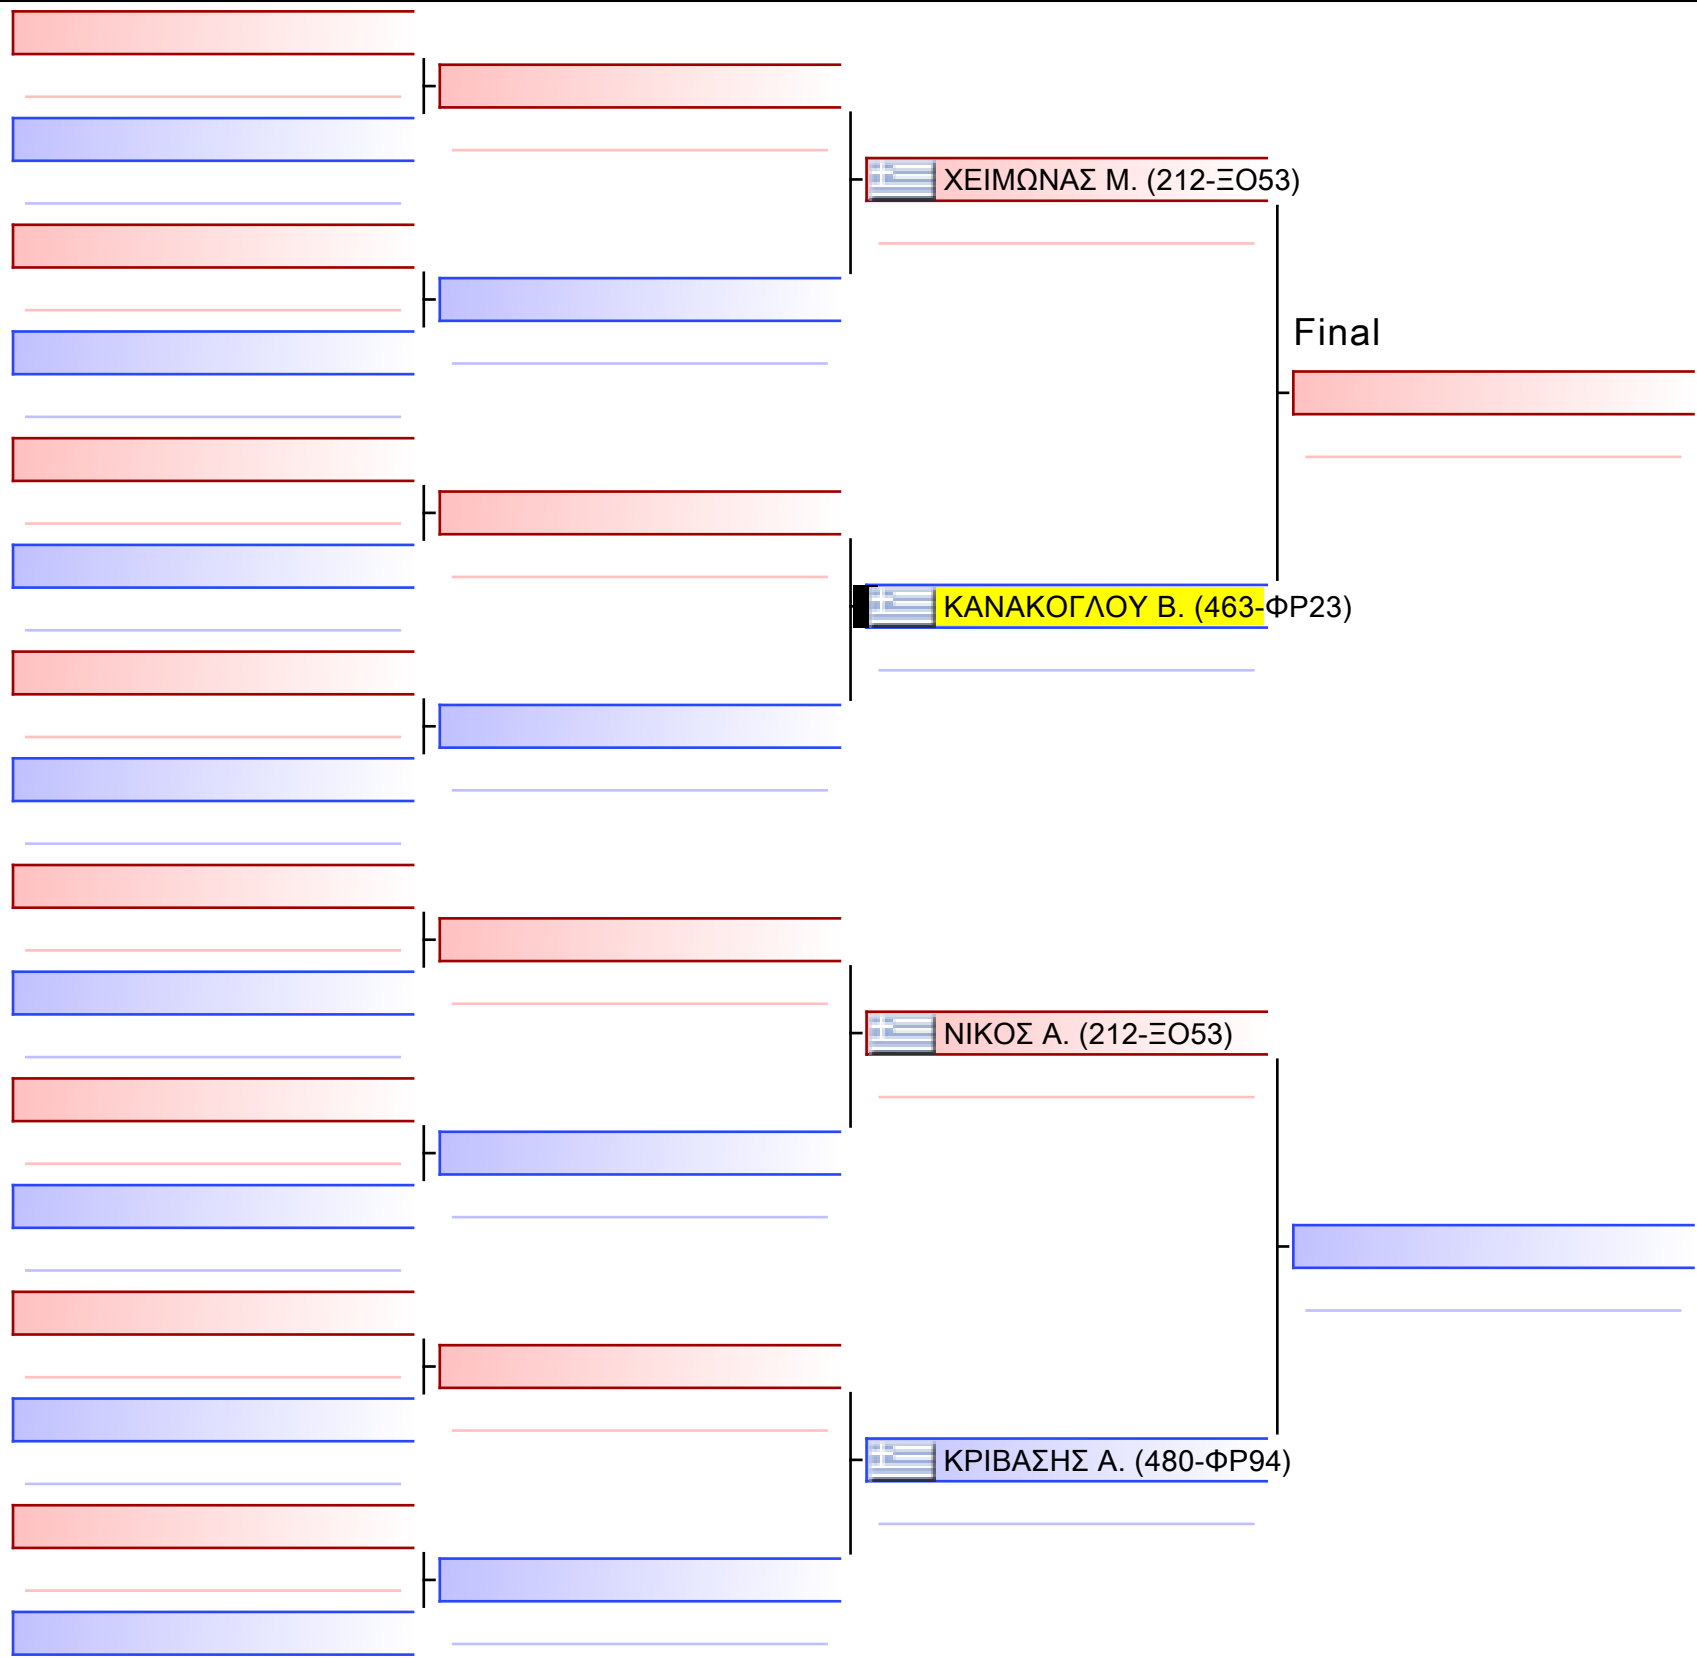 ΧΕΙΜΩΝΑΣ Μ. (212-ΞΟ53)
Final
ΚΑΝΑΚΟΓΛΟΥ Β. (463-ΦΡ23)
ΝΙΚΟΣ Α. (212-ΞΟ53)
ΚΡΙΒΑΣΗΣ Α. (480-ΦΡ94)